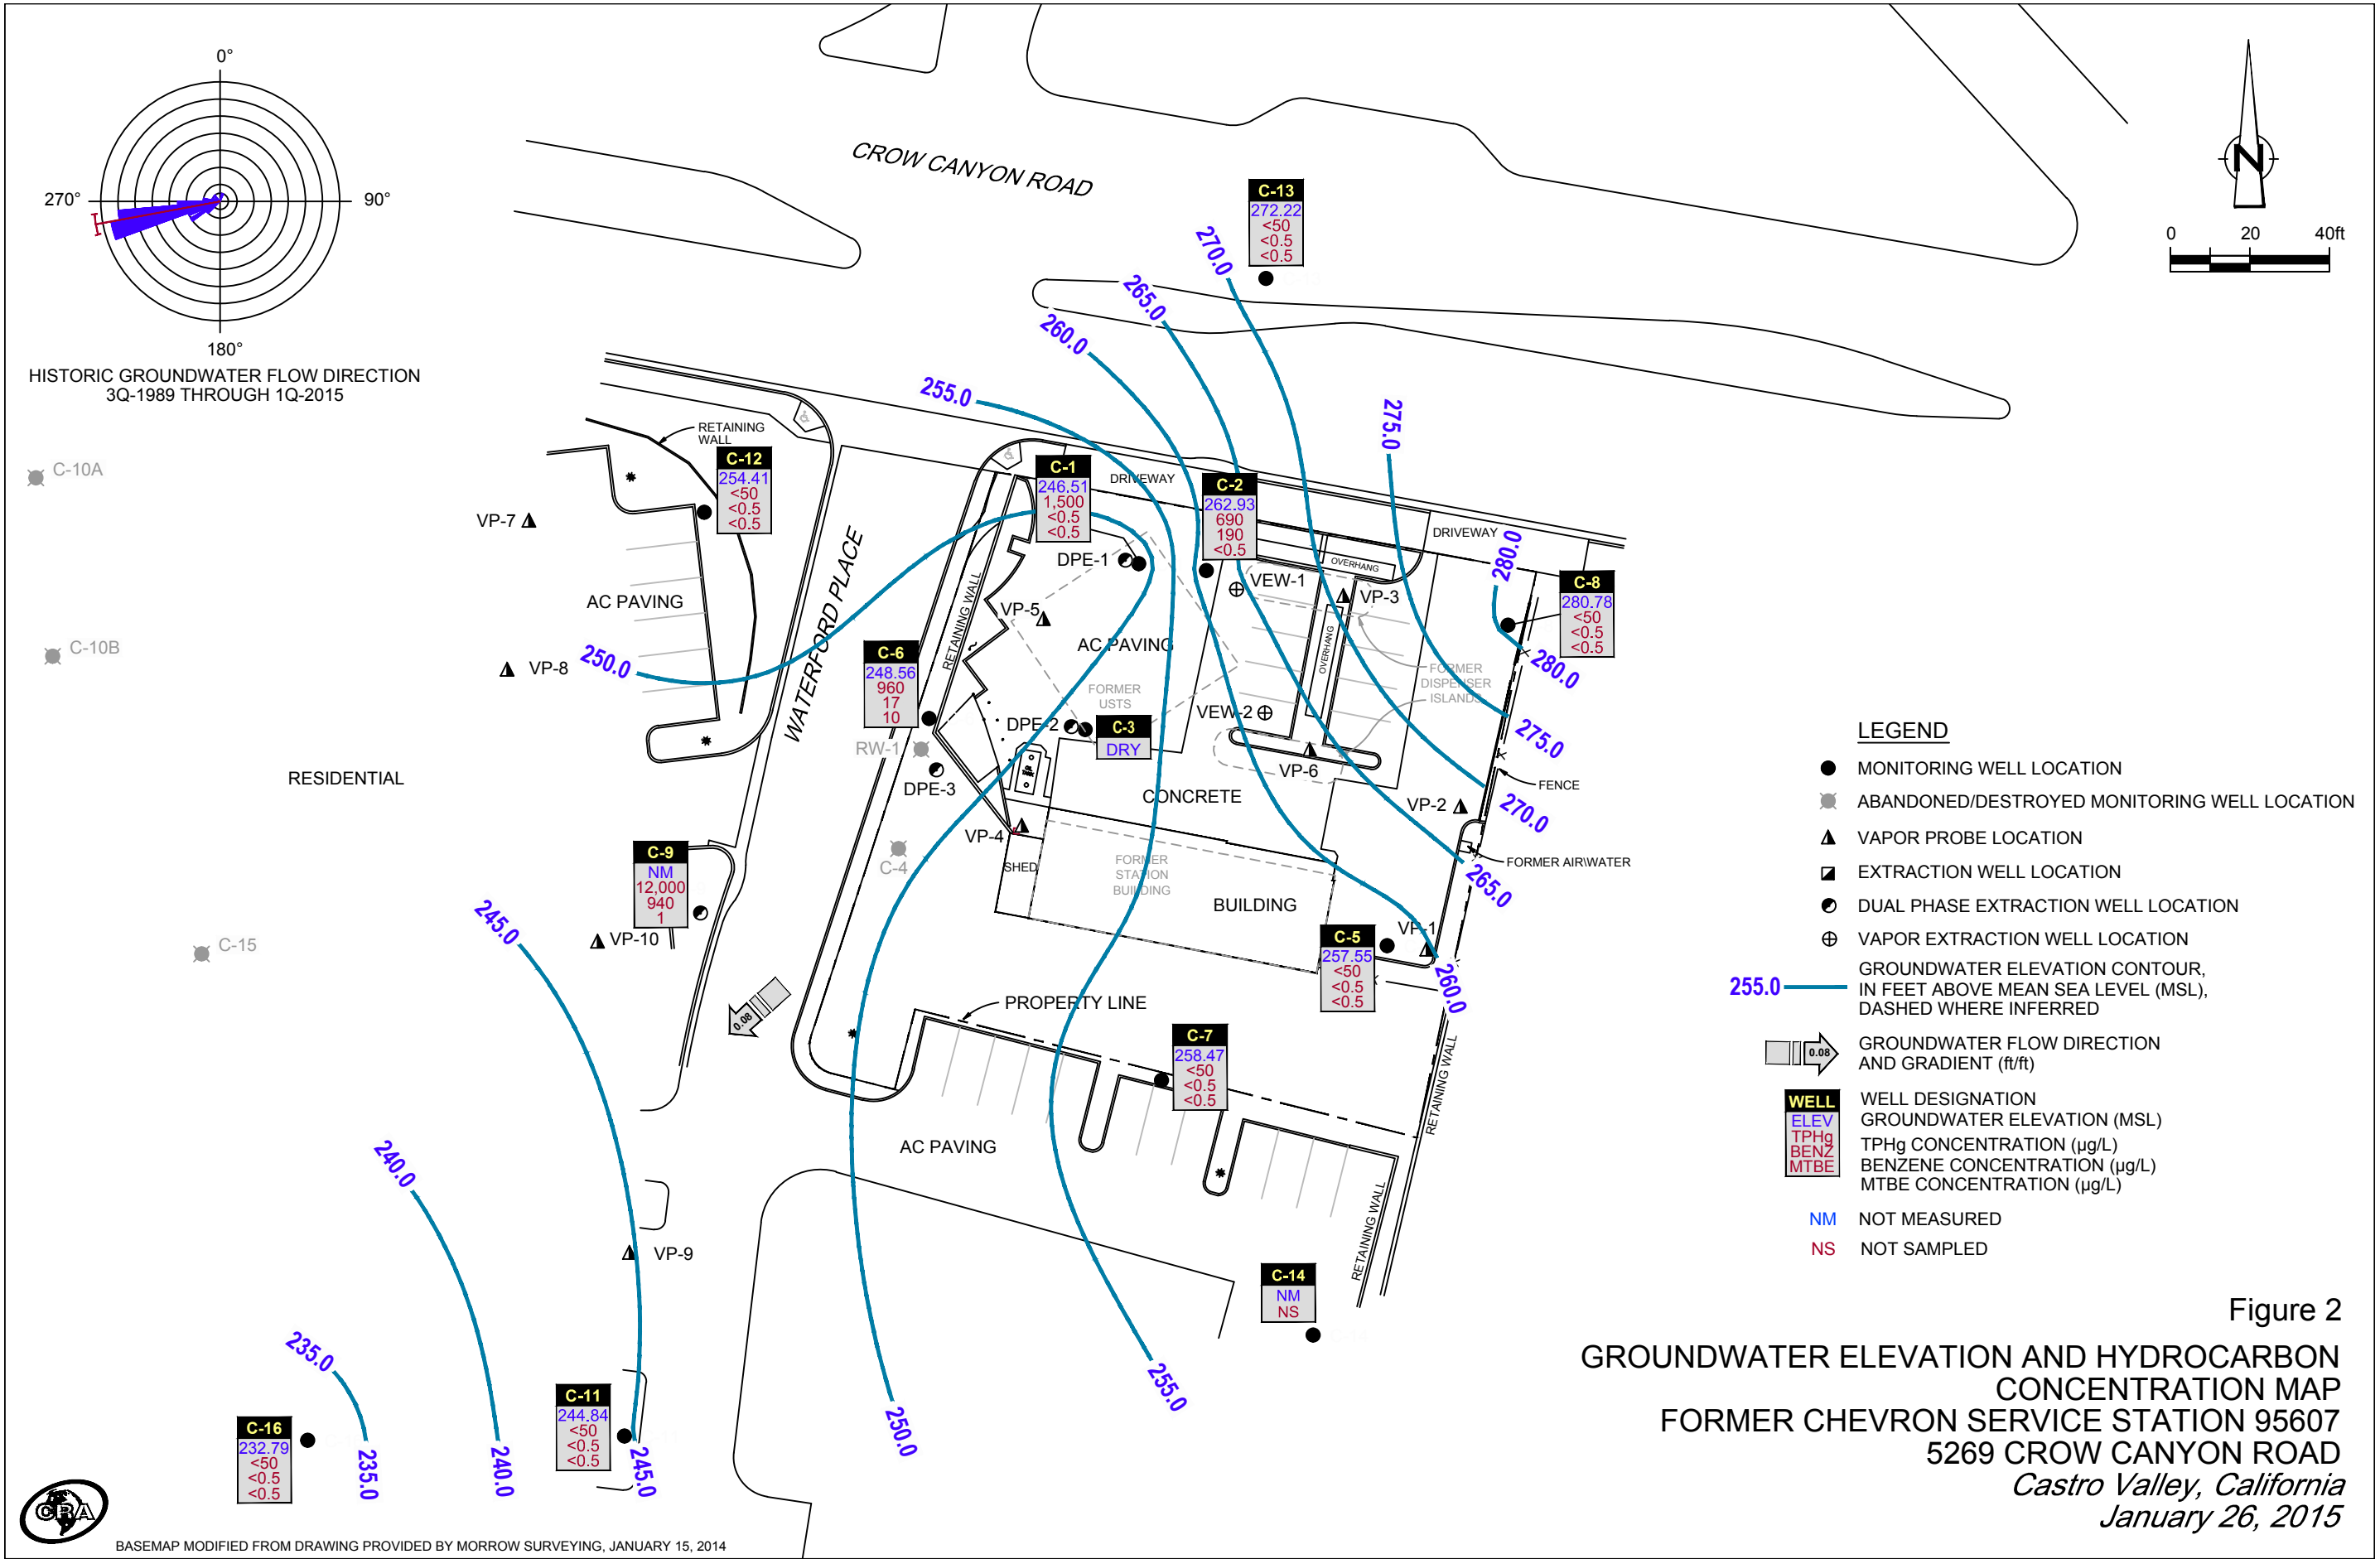 0°
270°
90°
180°
HISTORIC GROUNDWATER FLOW DIRECTION
3Q-1989 THROUGH 1Q-2015
CROW CANYON ROAD
N
0 20 40ft
C-13
272.22
<50
<0.5
<0.5
270.0
265.0
260.0
255.0
275.0
280.0
RETAINING
WALL
C-10A
C-12
254.41
<50
<0.5
<0.5
C-1
246.51
1,500
<0.5
<0.5
DRIVEWAY
C-2
262.93
690
190
<0.5
DRIVEWAY
VP-7
OVERHANG
DPE-1
VEW-1
VP-3
C-8
280.78
<50
<0.5
<0.5
AC PAVING
WATERFORD PLACE
RETAINING WALL
VP-5
AC PAVING
OVERHANG
C-10B
VP-8
250.0
C-6
248.56
960
17
10
FORMER
DISPENSER
ISLANDS
280.0
FORMER
USTS
VEW-2
DPE-2
C-3
DRY
275.0
RW-1
RESIDENTIAL
DPE-3
VP-6
CONCRETE
FENCE
VP-2
270.0
VP-4
SHED
C-4
FORMER
STATION
BUILDING
FORMER AIR\WATER
265.0
C-9
NM
12,000
940
1
BUILDING
C-15
VP-10
245.0
C-5
257.55
<50
<0.5
<0.5
VP-1
260.0
PROPERTY LINE
0.08
C-7
258.47
<50
<0.5
<0.5
RETAINING WALL
AC PAVING
240.0
RETAINING WALL
VP-9
C-14
NM
NS
235.0
255.0
C-11
244.84
<50
<0.5
<0.5
C-16
232.79
<50
<0.5
<0.5
235.0
240.0
245.0
250.0
LEGEND
MONITORING WELL LOCATION
ABANDONED/DESTROYED MONITORING WELL LOCATION
VAPOR PROBE LOCATION
EXTRACTION WELL LOCATION
DUAL PHASE EXTRACTION WELL LOCATION
VAPOR EXTRACTION WELL LOCATION
255.0
GROUNDWATER ELEVATION CONTOUR,
IN FEET ABOVE MEAN SEA LEVEL (MSL),
DASHED WHERE INFERRED
0.08
GROUNDWATER FLOW DIRECTION
AND GRADIENT (ft/ft)
WELL WELL DESIGNATION
ELEV GROUNDWATER ELEVATION (MSL)
TPHg TPHg CONCENTRATION (µg/L)
BENZ BENZENE CONCENTRATION (µg/L)
MTBE MTBE CONCENTRATION (µg/L)
NM NOT MEASURED
NS NOT SAMPLED
Figure 2
GROUNDWATER ELEVATION AND HYDROCARBON
CONCENTRATION MAP
FORMER CHEVRON SERVICE STATION 95607
5269 CROW CANYON ROAD
Castro Valley, California
January 26, 2015
CRA
BASEMAP MODIFIED FROM DRAWING PROVIDED BY MORROW SURVEYING, JANUARY 15, 2014